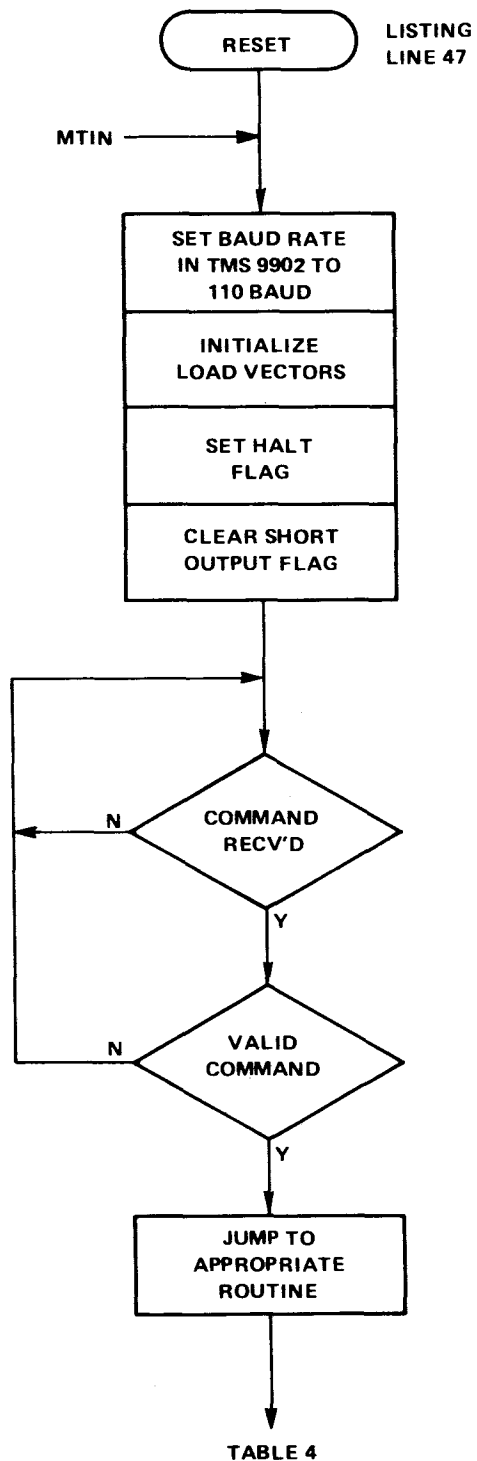 RESET
LISTING
LINE 47
MTIN
SET BAUD RATE
IN TMS 9902 TO
110 BAUD
INITIALIZE
LOAD VECTORS
SET HALT
FLAG
CLEAR SHORT
OUTPUT FLAG
N
COMMAND
RECV'D
Y
N
VALID
COMMAND
Y
JUMP TO
APPROPRIATE
ROUTINE
TABLE 4